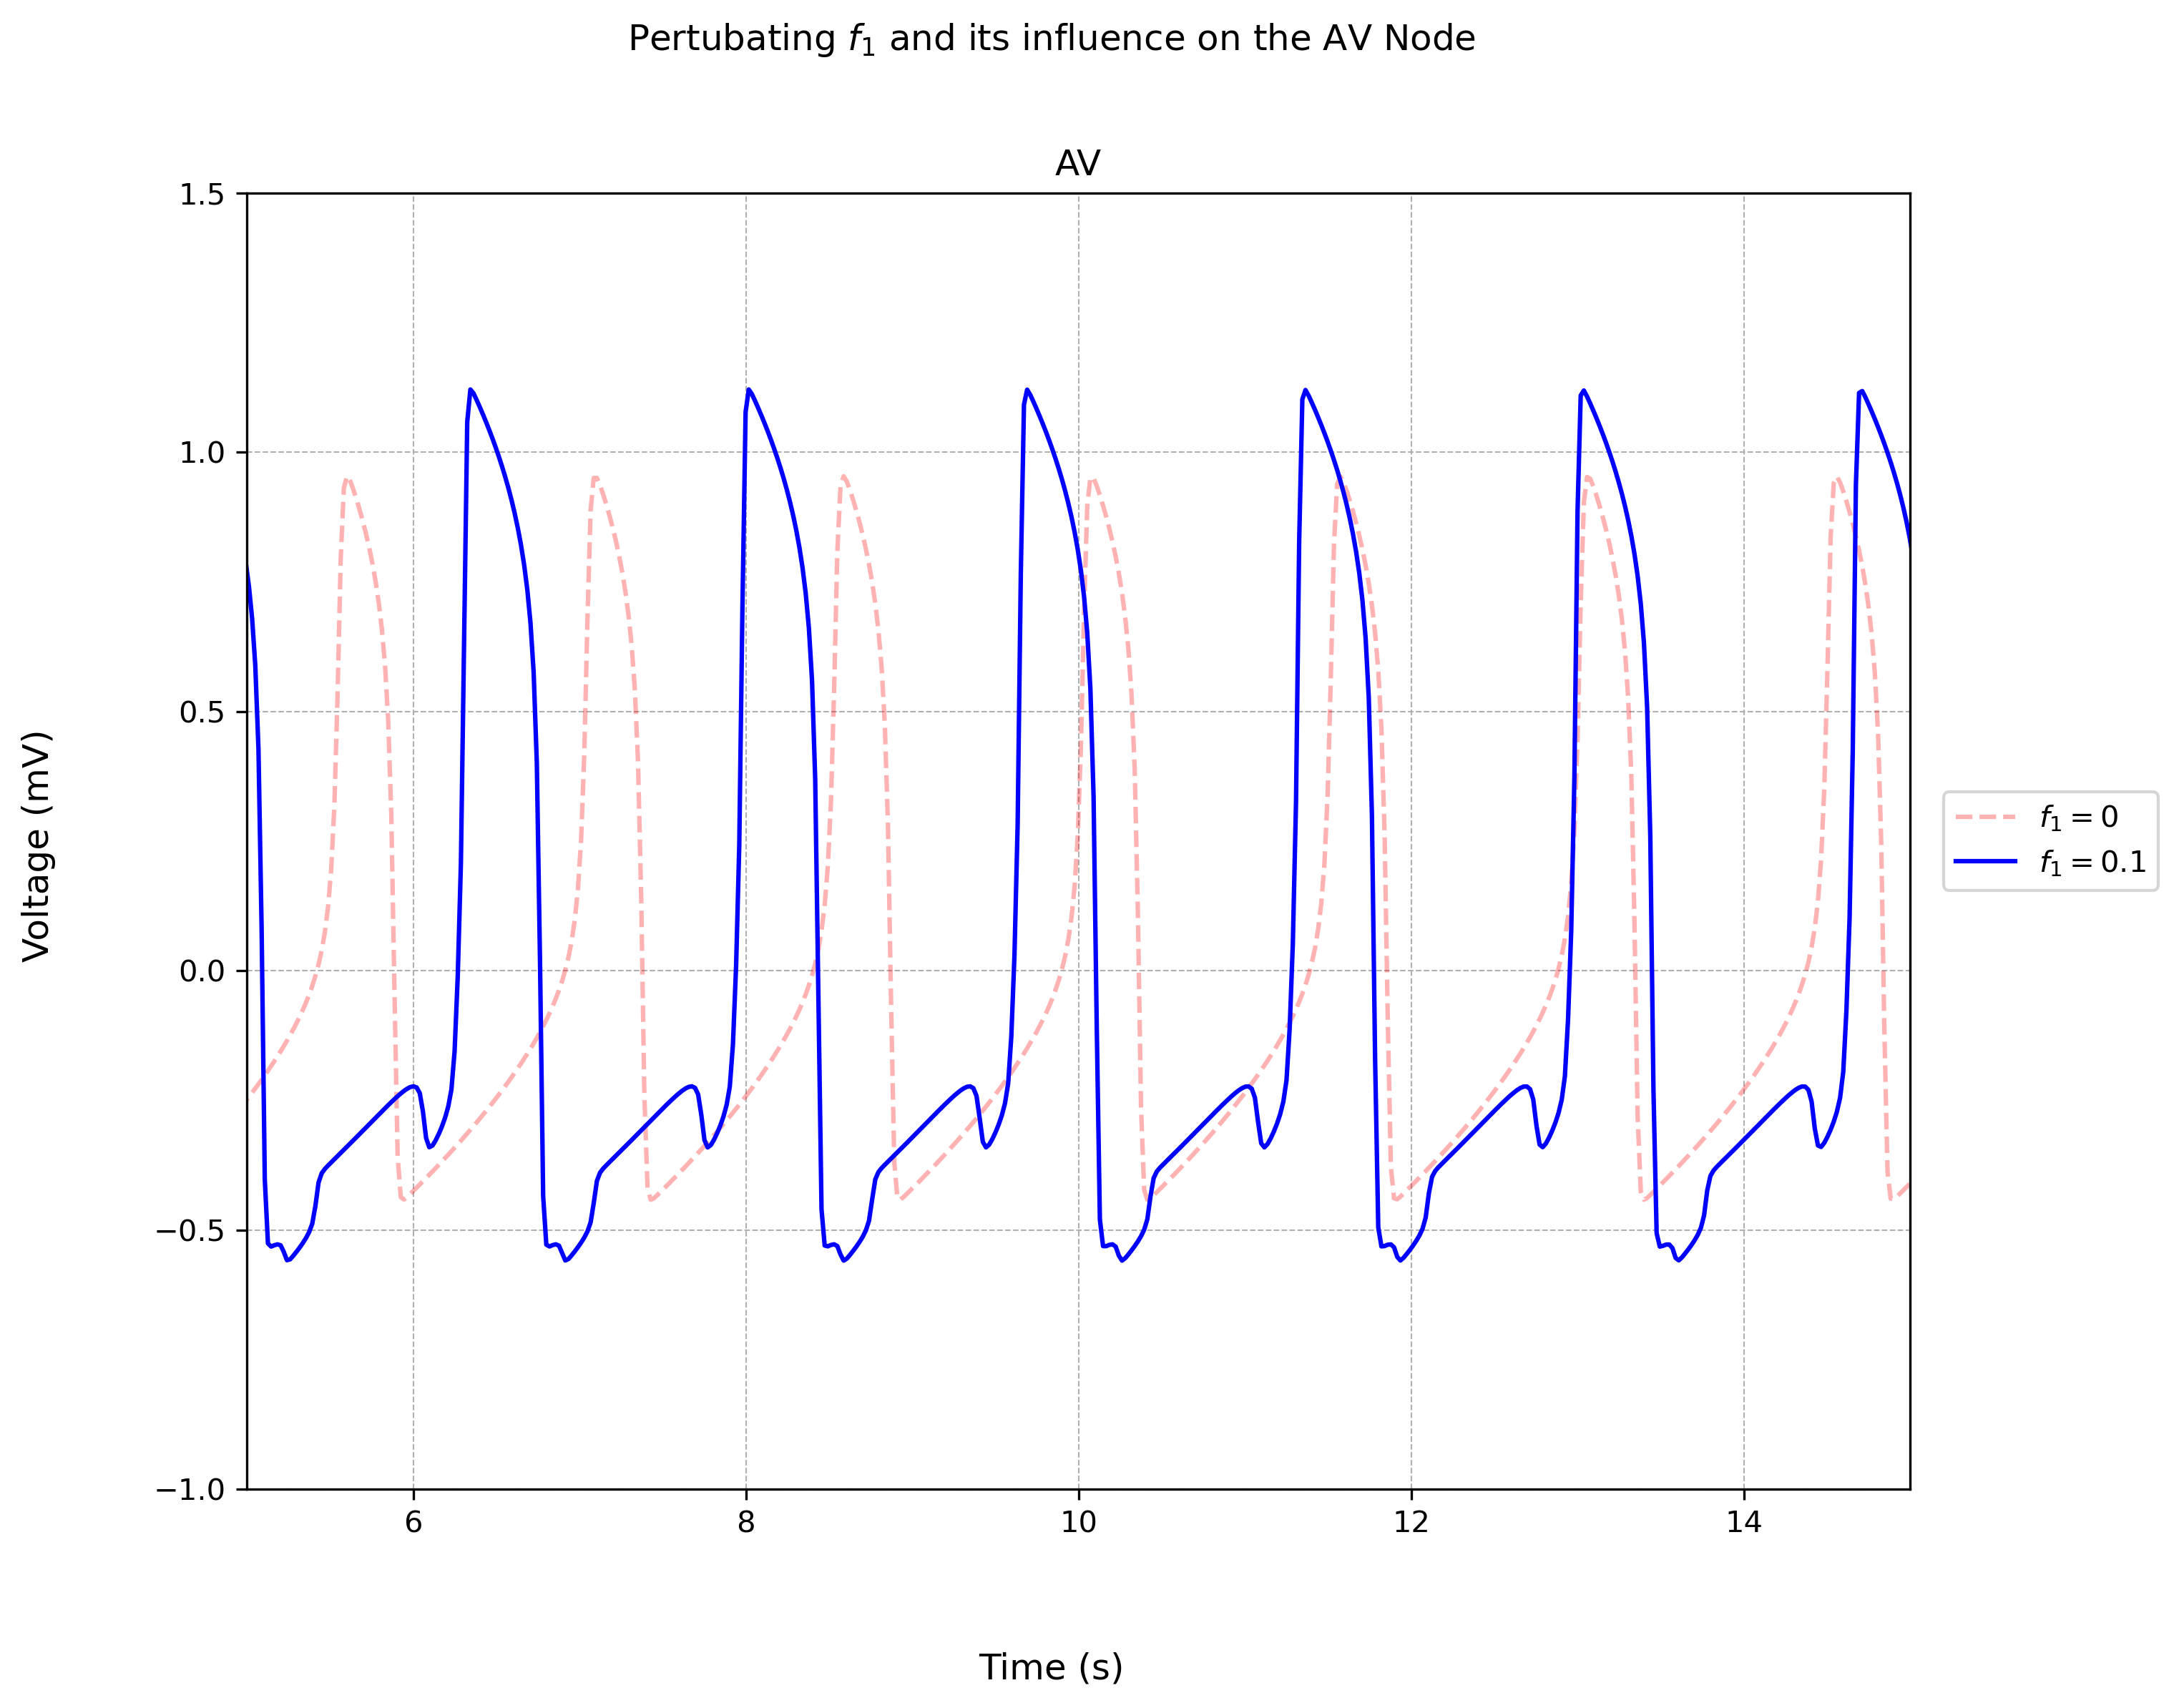 Pertubating f₁ and its influence on the AV Node
AV
1.5
1.0
0.5
0.0
−0.5
−1.0
Voltage (mV)
6 8 10 12 14
Time (s)
f₁ = 0
f₁ = 0.1